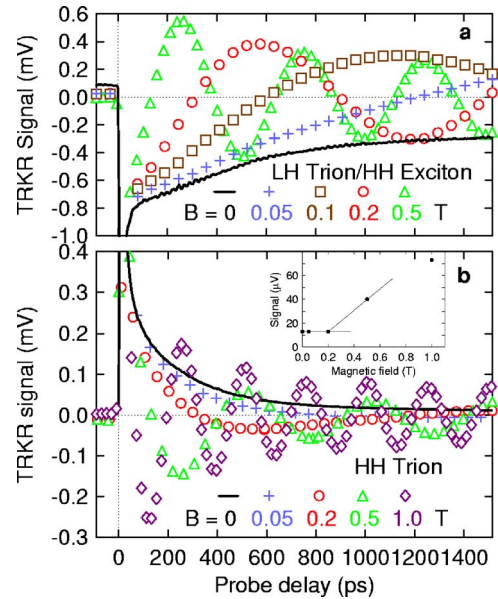 0.6
0.4
0.2
0.0
-0.2
-0.4
-0.6
-0.8
-1.0
TRKR Signal (mV)
a
LH Trion/HH Exciton
B = 0 0.05 0.1 0.2 0.5 T
0.4
0.3
0.2
0.1
0.0
-0.1
-0.2
-0.3
TRKR signal (mV)
b
60
40
20
0
Signal (μV)
0.0 0.2 0.4 0.6 0.8 1.0
Magnetic field (T)
HH Trion
B = 0 0.05 0.2 0.5 1.0 T
0 200 400 600 800 1000 1400
Probe delay (ps)